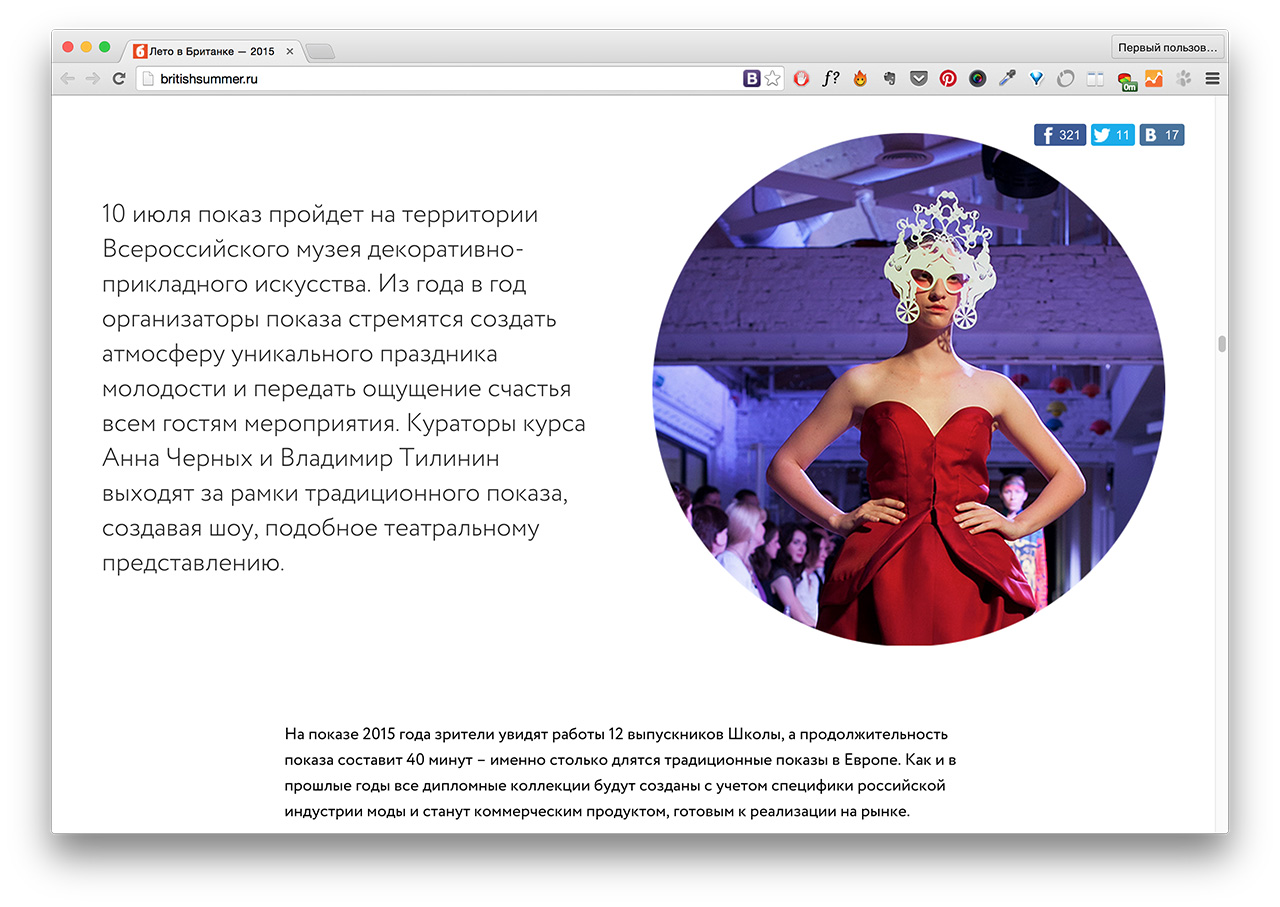 Лето в Британке — 2015
Первый пользов...
britishsummer.ru
B
f?
0m
f 321
11
B 17
10 июля показ пройдет на территории
Всероссийского музея декоративно-
прикладного искусства. Из года в год
организаторы показа стремятся создать
атмосферу уникального праздника
молодости и передать ощущение счастья
всем гостям мероприятия. Кураторы курса
Анна Черных и Владимир Тилинин
выходят за рамки традиционного показа,
создавая шоу, подобное театральному
представлению.
На показе 2015 года зрители увидят работы 12 выпускников Школы, а продолжительность
показа составит 40 минут – именно столько длятся традиционные показы в Европе. Как и в
прошлые годы все дипломные коллекции будут созданы с учетом специфики российской
индустрии моды и станут коммерческим продуктом, готовым к реализации на рынке.